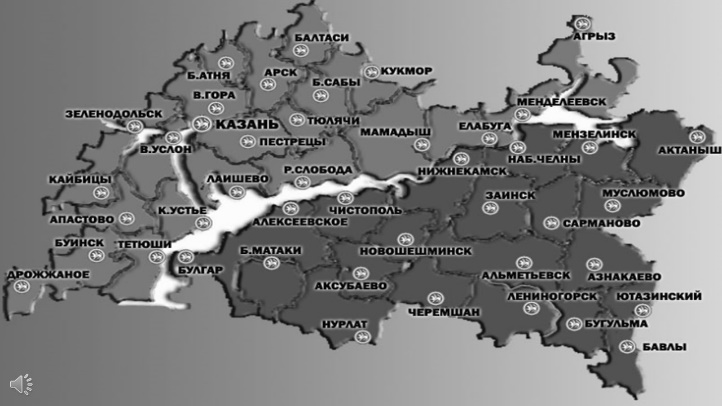 БАЛТАСИ
АГРЫЗ
Б.АТНЯ
АРСК
Б.САБЫ
КУКМОР
В.ГОРА
МЕНДЕЛЕЕВСК
ЗЕЛЕНОДОЛЬСК
КАЗАНЬ
ТЮЛЯЧИ
МАМАДЫШ
ЕЛАБУГА
МЕНЗЕЛИНСК
В.УСЛОН
ПЕСТРЕЦЫ
АКТАНЫШ
НАБ.ЧЕЛНЫ
КАЙБИЦЫ
ЛАИШЕВО
Р.СЛОБОДА
НИЖНЕКАМСК
ЗАИНСК
МУСЛЮМОВО
АПАСТОВО
К.УСТЬЕ
АЛЕКСЕЕВСКОЕ
ЧИСТОПОЛЬ
САРМАНОВО
БУИНСК
ТЕТЮШИ
Б.МАТАКИ
НОВОШЕШМИНСК
ДРОЖЖАНОЕ
БУЛГАР
АКСУБАЕВО
АЛЬМЕТЬЕВСК
АЗНАКАЕВО
ЧЕРЕМШАН
ЛЕНИНОГОРСК
ЮТАЗИНСКИЙ
НУРЛАТ
БУГУЛЬМА
БАВЛЫ